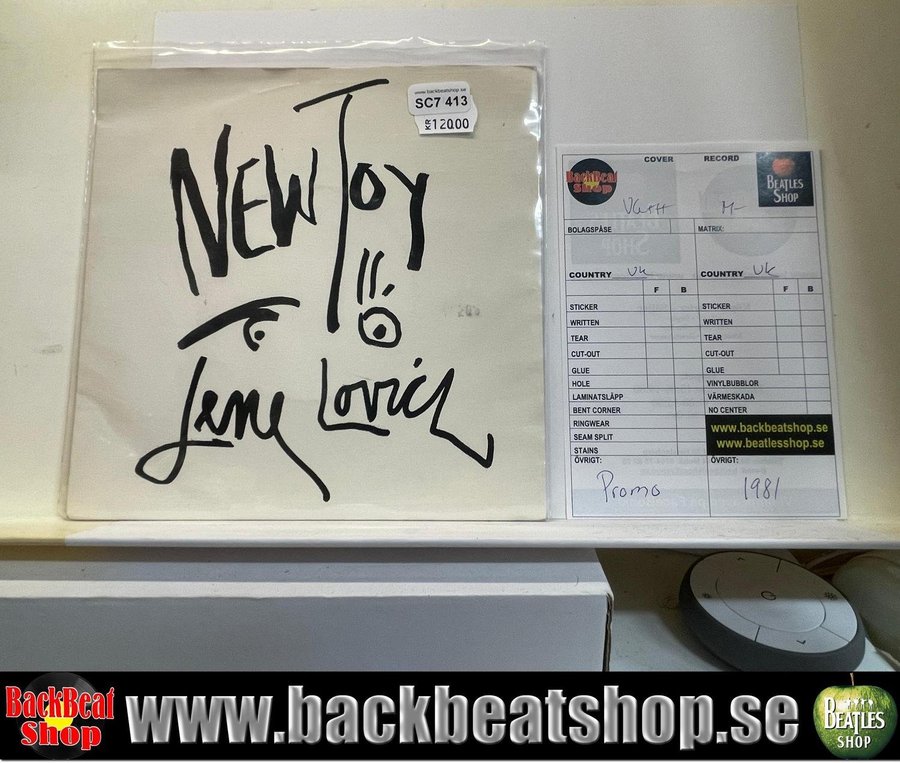 NEW TOY
Lene Lovich
www.backbeatshop.se
SC7 413
KR 120.00
BackBeat
Shop
COVER RECORD
BEATLES
SHOP
VG++ M-
BOLAGSPÅSE MATRIX:
COUNTRY UK COUNTRY UK
F B F B
STICKER STICKER
WRITTEN WRITTEN
TEAR TEAR
CUT-OUT CUT-OUT
GLUE GLUE
HOLE VINYLBUBBLOR
LAMINATSLÄPP VÄRMESKADA
BENT CORNER NO CENTER
RINGWEAR
SEAM SPLIT
STAINS
www.backbeatshop.se
www.beatlesshop.se
ÖVRIGT: ÖVRIGT:
Promo 1981
BackBeat
Shop
www.backbeatshop.se
BEATLES
SHOP